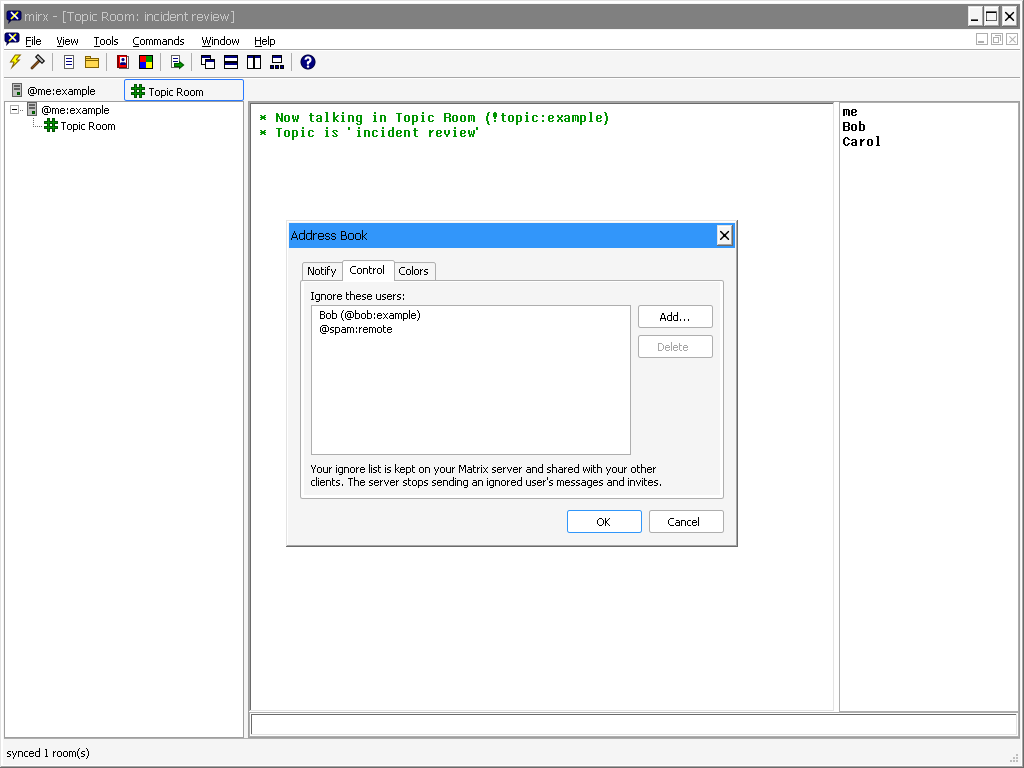 mirx - [Topic Room: incident review]
File View Tools Commands Window Help
@me:example
Topic Room
@me:example
Topic Room
* Now talking in Topic Room (!topic:example)
* Topic is 'incident review'
me
Bob
Carol
Address Book
Notify Control Colors
Ignore these users:
Bob (@bob:example)
@spam:remote
Add...
Delete
Your ignore list is kept on your Matrix server and shared with your other
clients. The server stops sending an ignored user's messages and invites.
OK Cancel
synced 1 room(s)